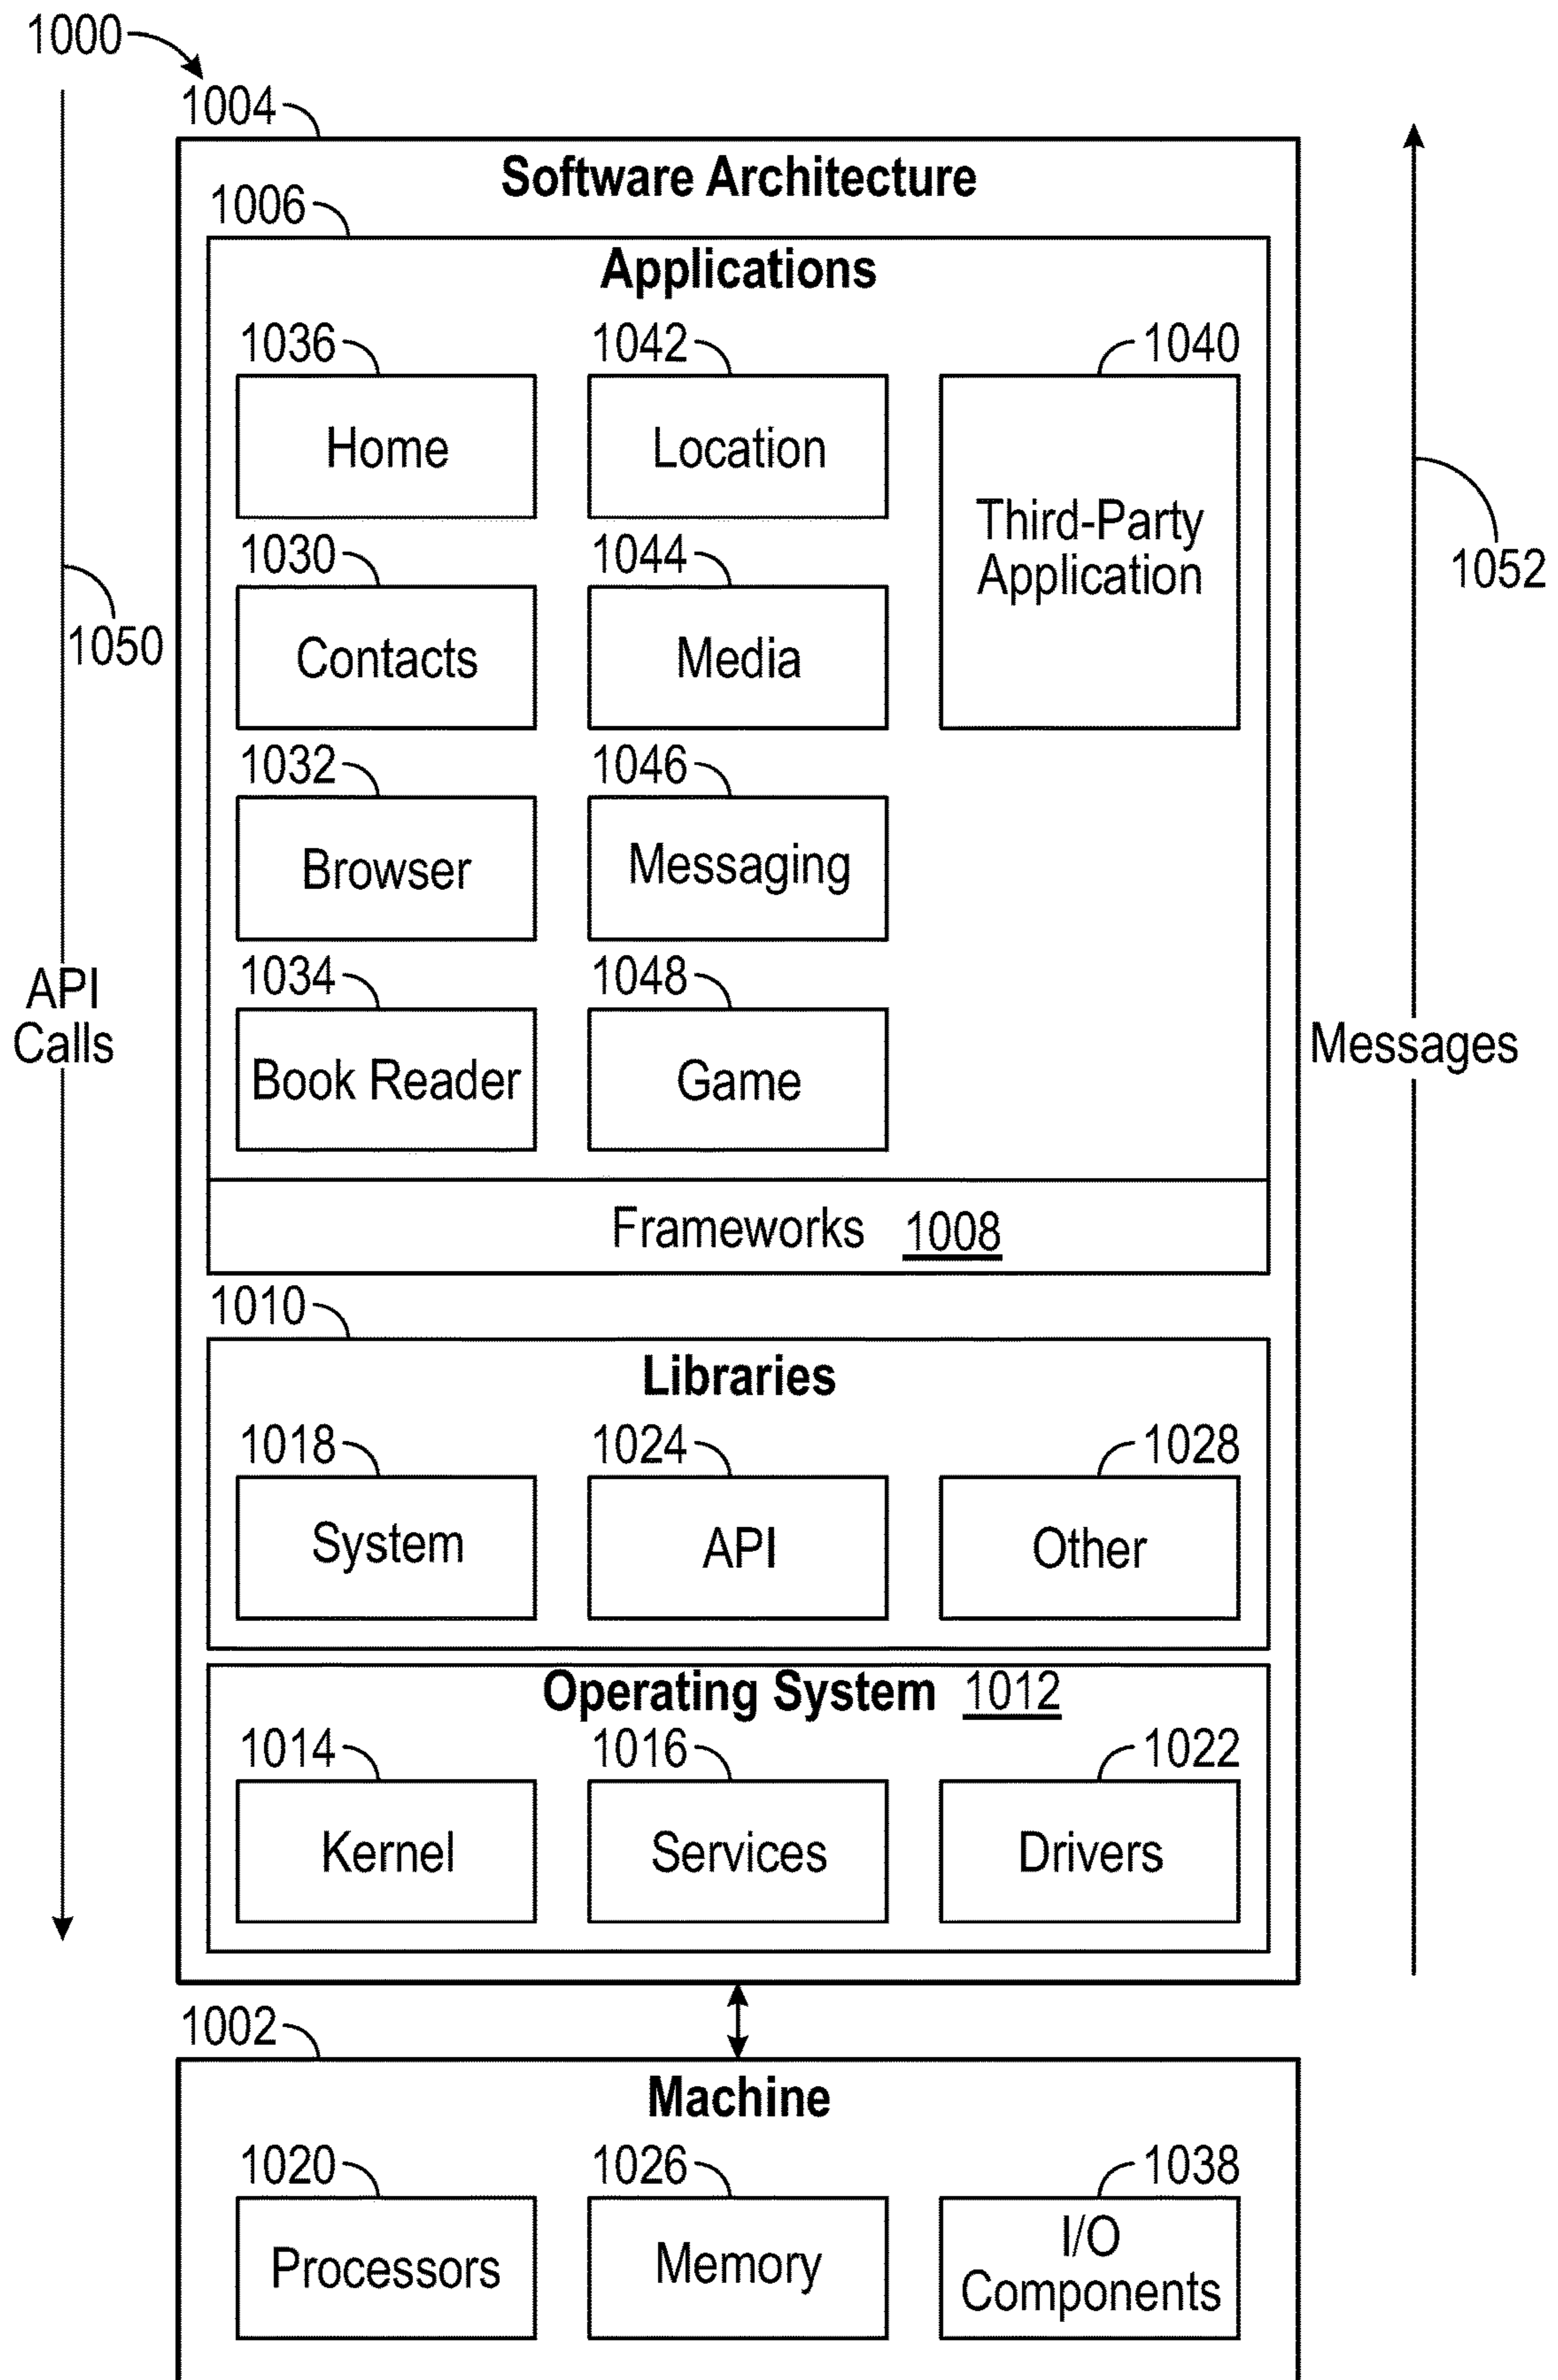 1000
1004
Software Architecture
1006
Applications
1036
1042
1040
Home
Location
Third-Party
Application
1030
1044
1052
1050
Contacts
Media
1032
1046
Browser
Messaging
1034
1048
API
Calls
Messages
Book Reader
Game
Frameworks 1008
1010
Libraries
1018
1024
1028
System
API
Other
Operating System 1012
1014
1016
1022
Kernel
Services
Drivers
1002
Machine
1020
1026
1038
Processors
Memory
I/O
Components